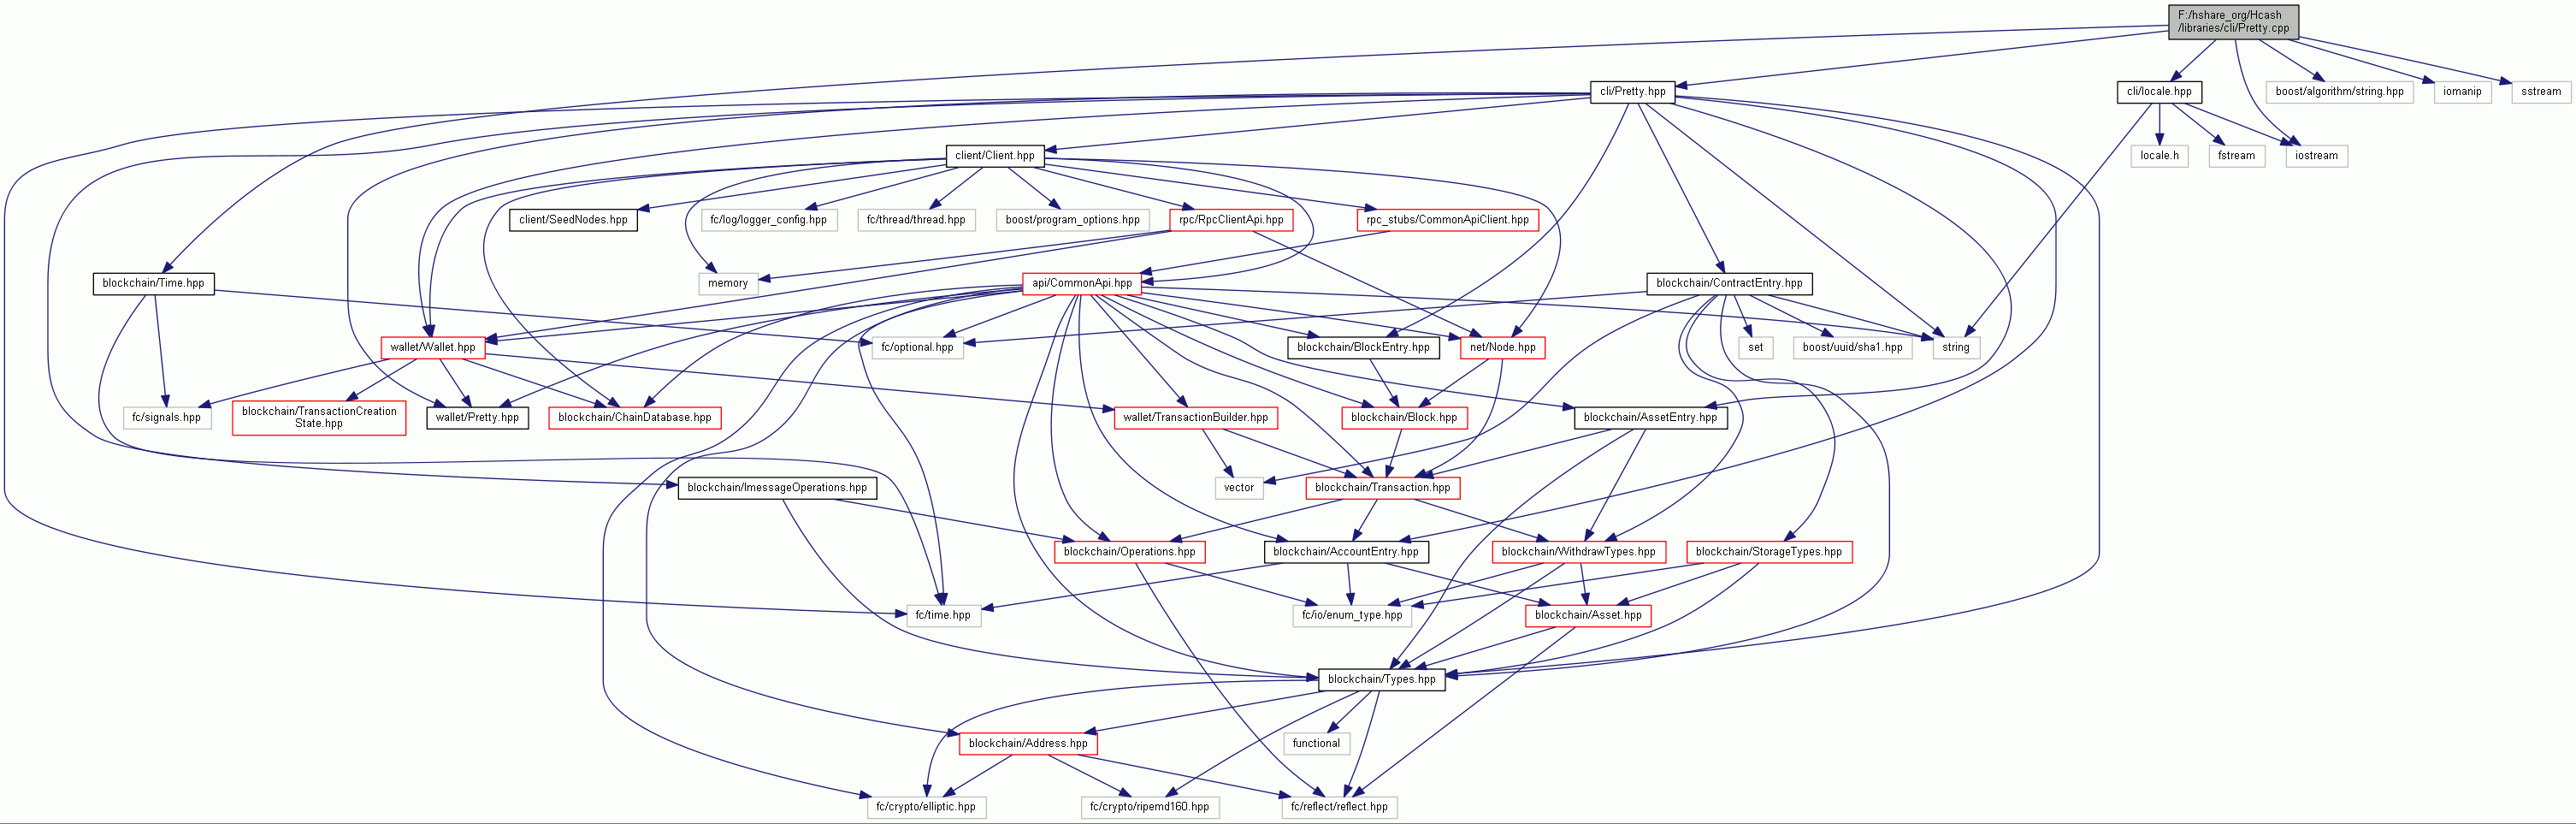 F:/hshare_org/Hcash
/libraries/cli/Pretty.cpp
cli/Pretty.hpp
cli/locale.hpp
boost/algorithm/string.hpp
iomanip
sstream
client/Client.hpp
locale.h
fstream
iostream
client/SeedNodes.hpp
fc/log/logger_config.hpp
fc/thread/thread.hpp
boost/program_options.hpp
rpc/RpcClientApi.hpp
rpc_stubs/CommonApiClient.hpp
blockchain/Time.hpp
memory
api/CommonApi.hpp
blockchain/ContractEntry.hpp
wallet/Wallet.hpp
fc/optional.hpp
blockchain/BlockEntry.hpp
net/Node.hpp
set
boost/uuid/sha1.hpp
string
fc/signals.hpp
blockchain/TransactionCreation
State.hpp
wallet/Pretty.hpp
blockchain/ChainDatabase.hpp
wallet/TransactionBuilder.hpp
blockchain/Block.hpp
blockchain/AssetEntry.hpp
blockchain/ImessageOperations.hpp
vector
blockchain/Transaction.hpp
blockchain/Operations.hpp
blockchain/AccountEntry.hpp
blockchain/WithdrawTypes.hpp
blockchain/StorageTypes.hpp
fc/time.hpp
fc/io/enum_type.hpp
blockchain/Asset.hpp
blockchain/Types.hpp
blockchain/Address.hpp
functional
fc/crypto/elliptic.hpp
fc/crypto/ripemd160.hpp
fc/reflect/reflect.hpp